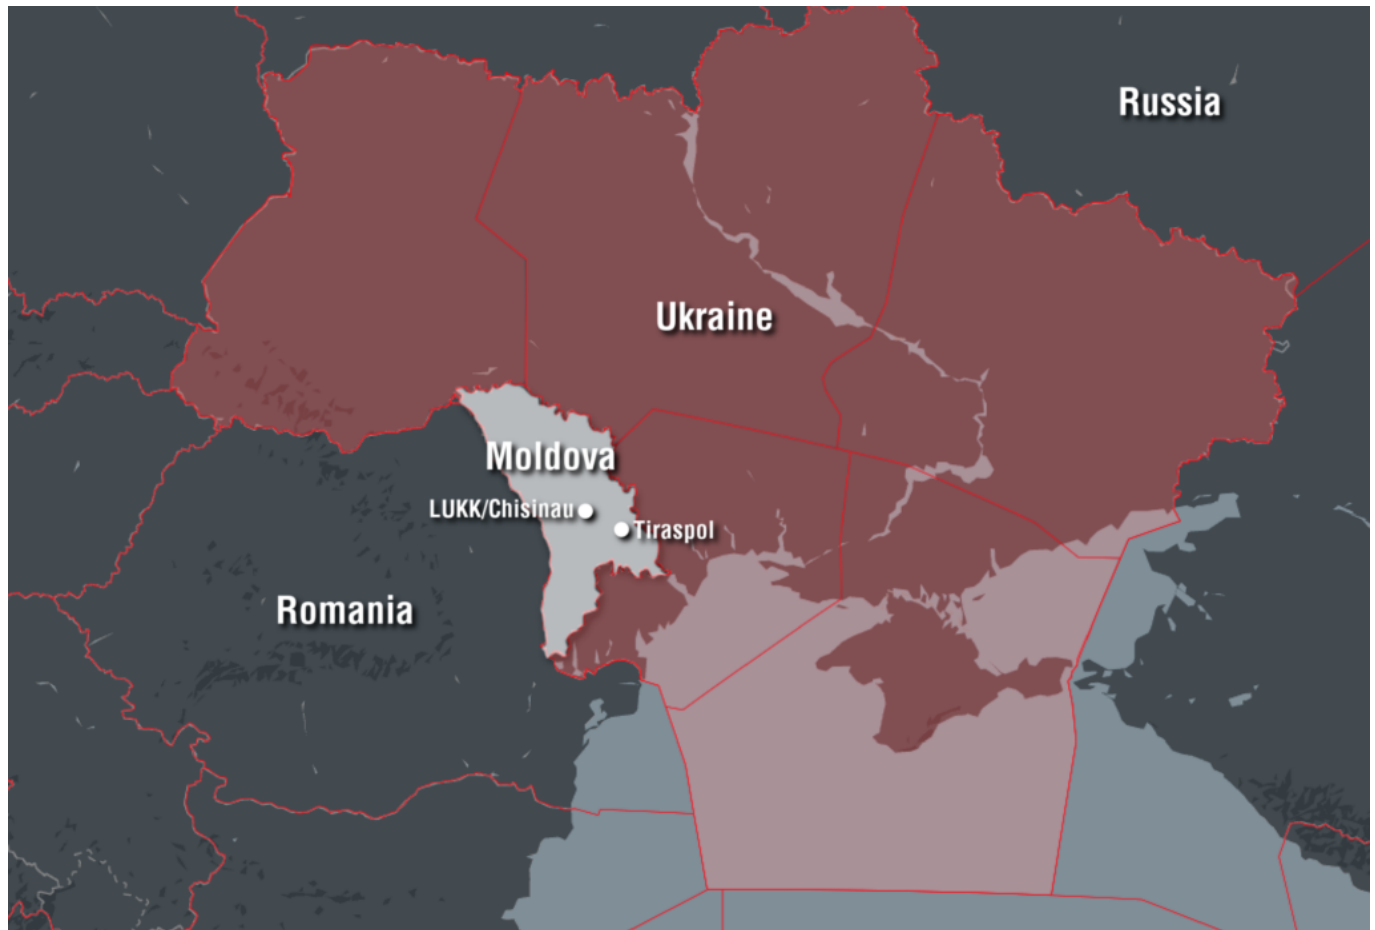 Russia
Ukraine
Moldova
LUKK/Chisinau
Tiraspol
Romania